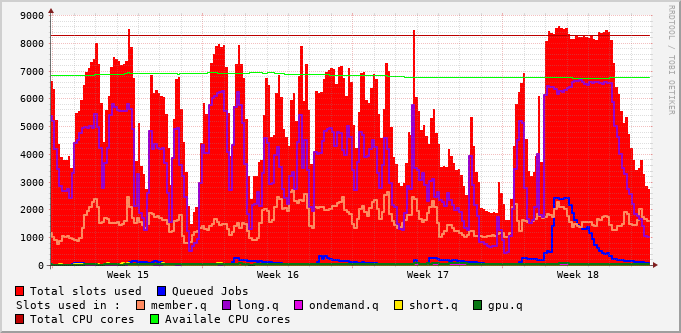 9000
8000
7000
6000
5000
4000
3000
2000
1000
0
Week 15 Week 16 Week 17 Week 18
RRDTOOL / TOBI OETIKER
Total slots used Queued Jobs
Slots used in : member.q long.q ondemand.q short.q gpu.q
Total CPU cores Availale CPU cores